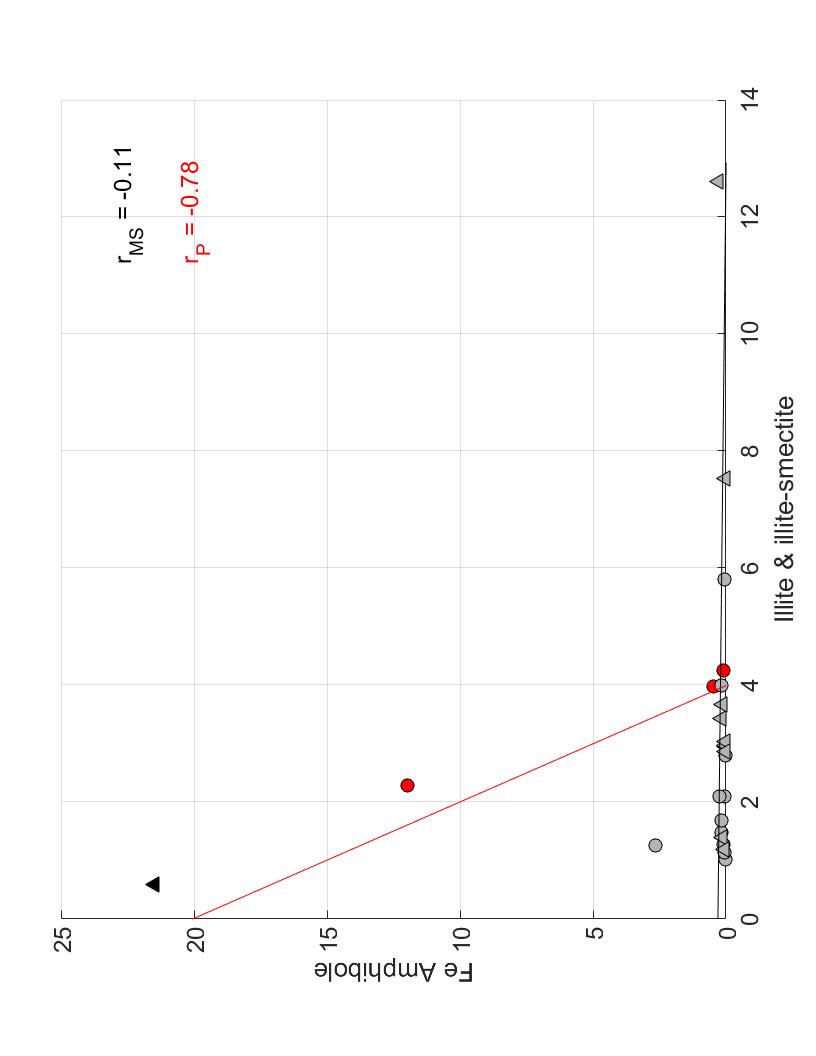 25
r_MS = -0.11
20
r_P = -0.78
15
Fe Amphibole
10
5
0
0 2 4 6 8 10 12 14
Illite & illite-smectite